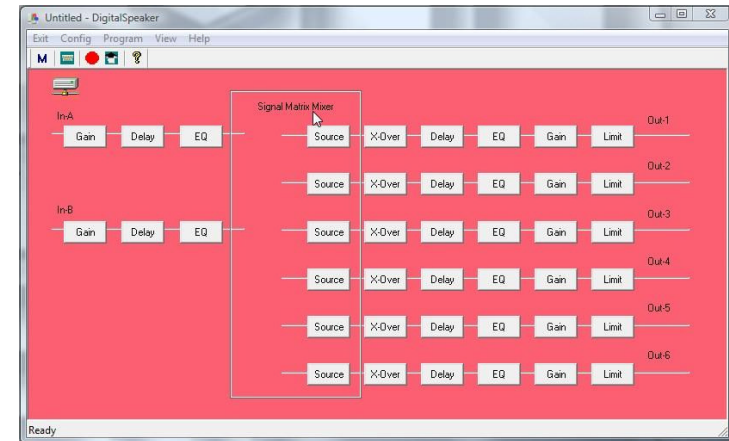 Untitled - DigitalSpeaker
Exit Config Program View Help
M
Signal Matrix Mixer
In-A
Out-1
Gain Delay EQ Source X-Over Delay EQ Gain Limit
Out-2
Source X-Over Delay EQ Gain Limit
In-B
Out-3
Gain Delay EQ Source X-Over Delay EQ Gain Limit
Out-4
Source X-Over Delay EQ Gain Limit
Out-5
Source X-Over Delay EQ Gain Limit
Out-6
Source X-Over Delay EQ Gain Limit
Ready